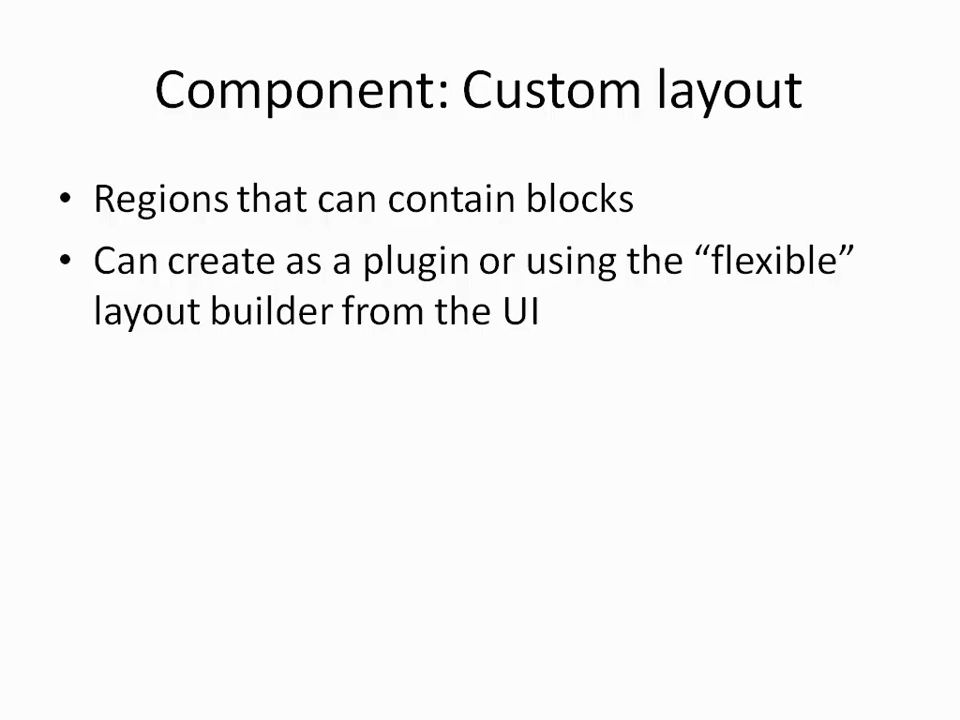 Component: Custom layout
• Regions that can contain blocks
• Can create as a plugin or using the “flexible”
layout builder from the UI